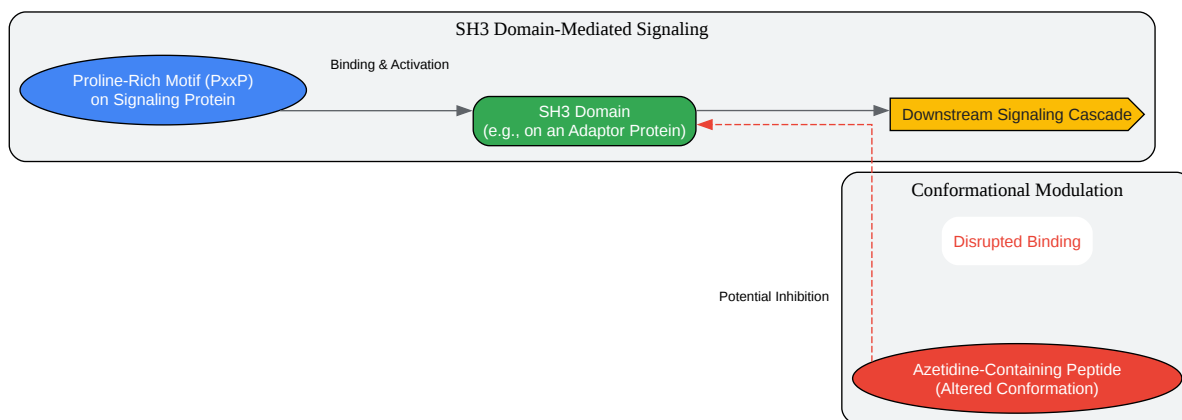 SH3 Domain-Mediated Signaling
Binding & Activation
Proline-Rich Motif (PxxP)
on Signaling Protein
SH3 Domain
(e.g., on an Adaptor Protein)
Downstream Signaling Cascade
Conformational Modulation
Disrupted Binding
Potential Inhibition
Azetidine-Containing Peptide
(Altered Conformation)